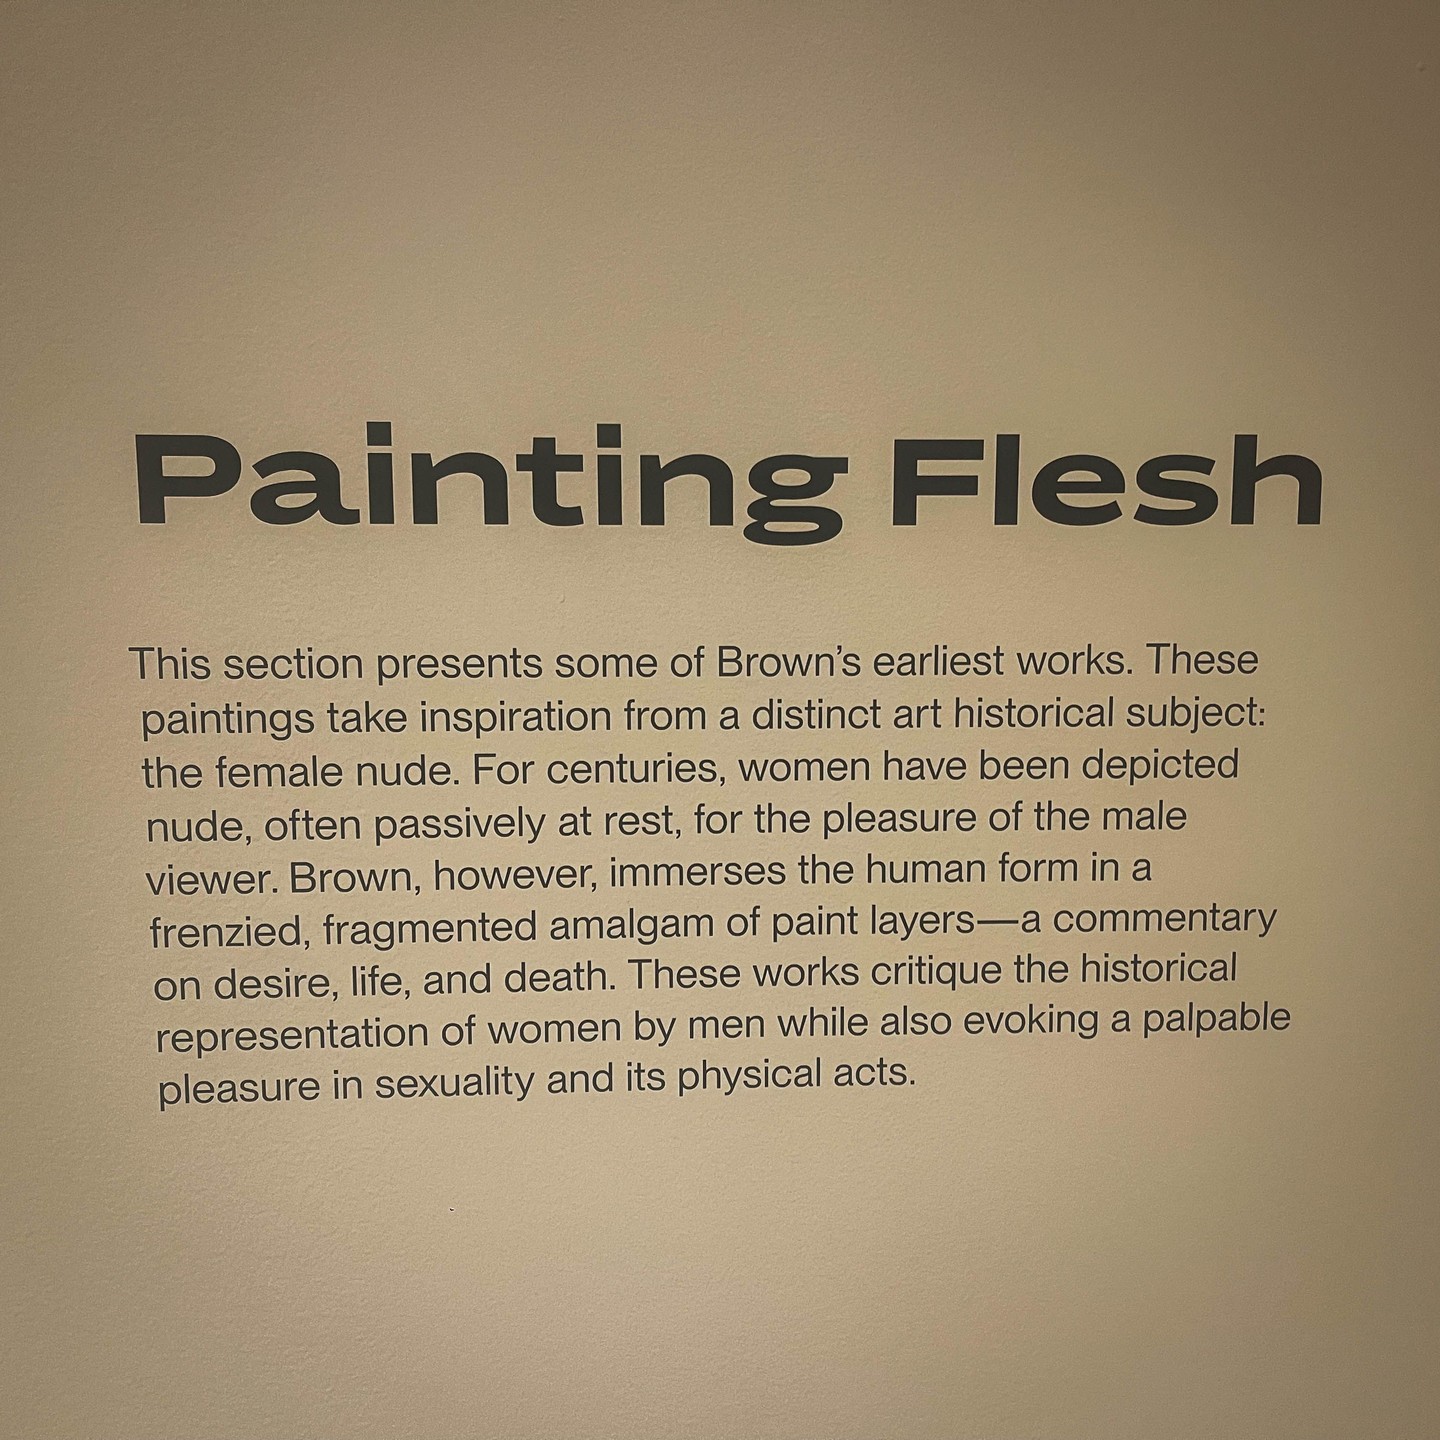 Painting Flesh
This section presents some of Brown’s earliest works. These
paintings take inspiration from a distinct art historical subject:
the female nude. For centuries, women have been depicted
nude, often passively at rest, for the pleasure of the male
viewer. Brown, however, immerses the human form in a
frenzied, fragmented amalgam of paint layers—a commentary
on desire, life, and death. These works critique the historical
representation of women by men while also evoking a palpable
pleasure in sexuality and its physical acts.